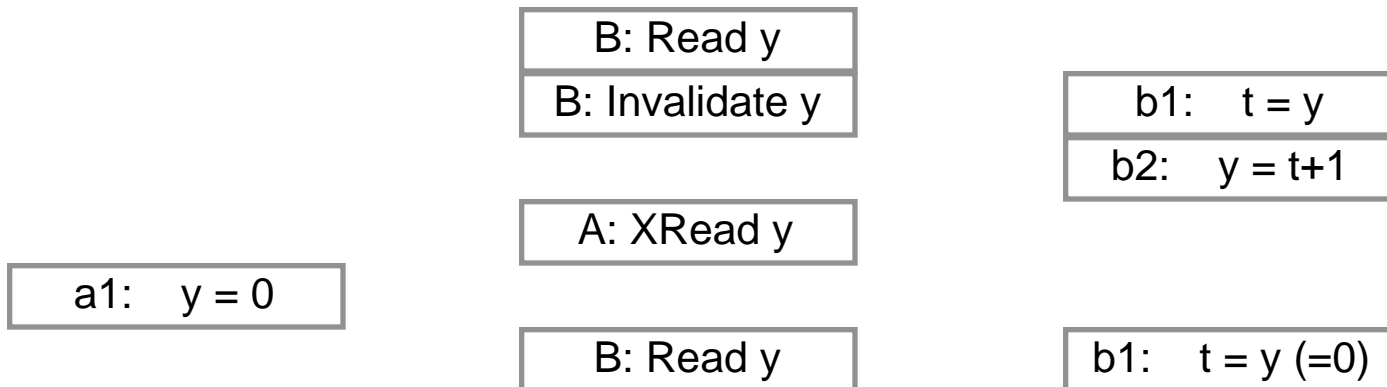 B: Read y
B: Invalidate y
b1: t = y
b2: y = t+1
A: XRead y
a1: y = 0
B: Read y
b1: t = y (=0)